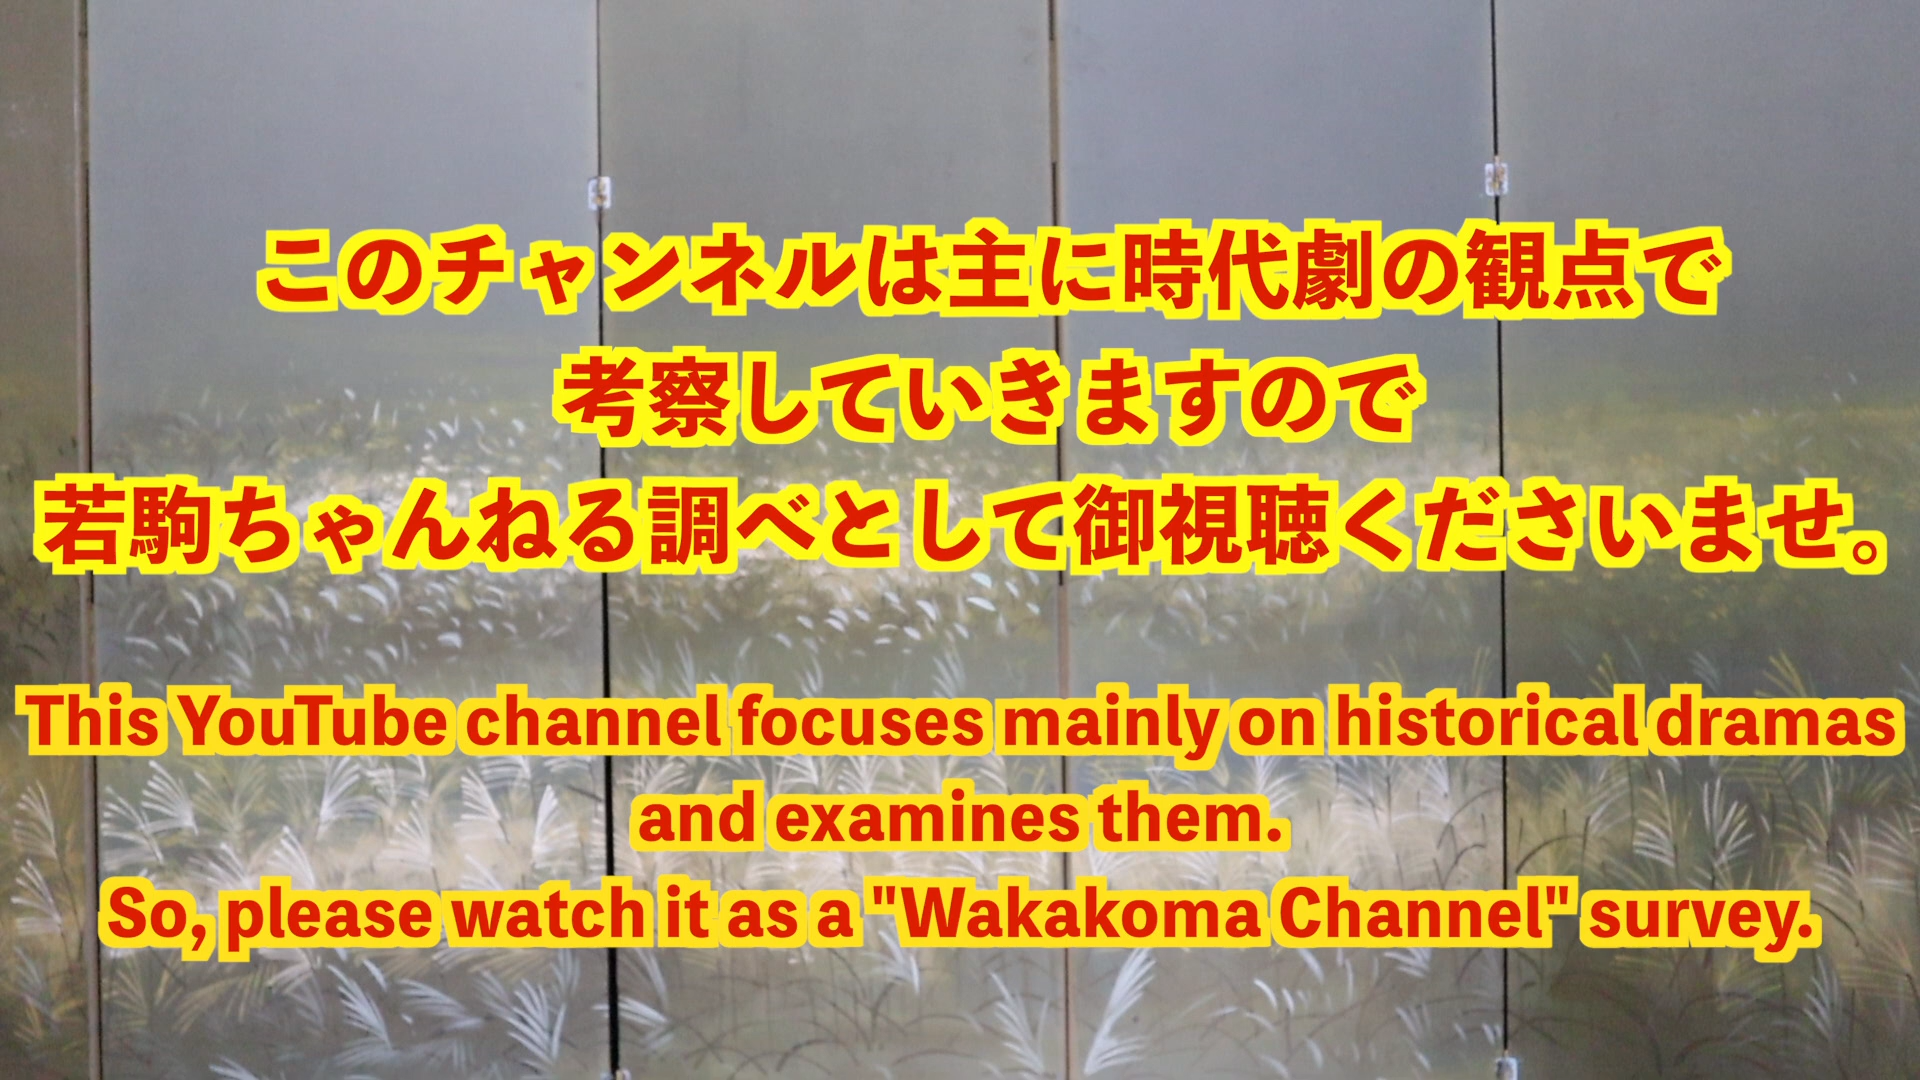 このチャンネルは主に時代劇の観点で
考察していきますので
若駒ちゃんねる調べとして御視聴くださいませ。
This YouTube channel focuses mainly on historical dramas
and examines them.
So, please watch it as a "Wakakoma Channel" survey.